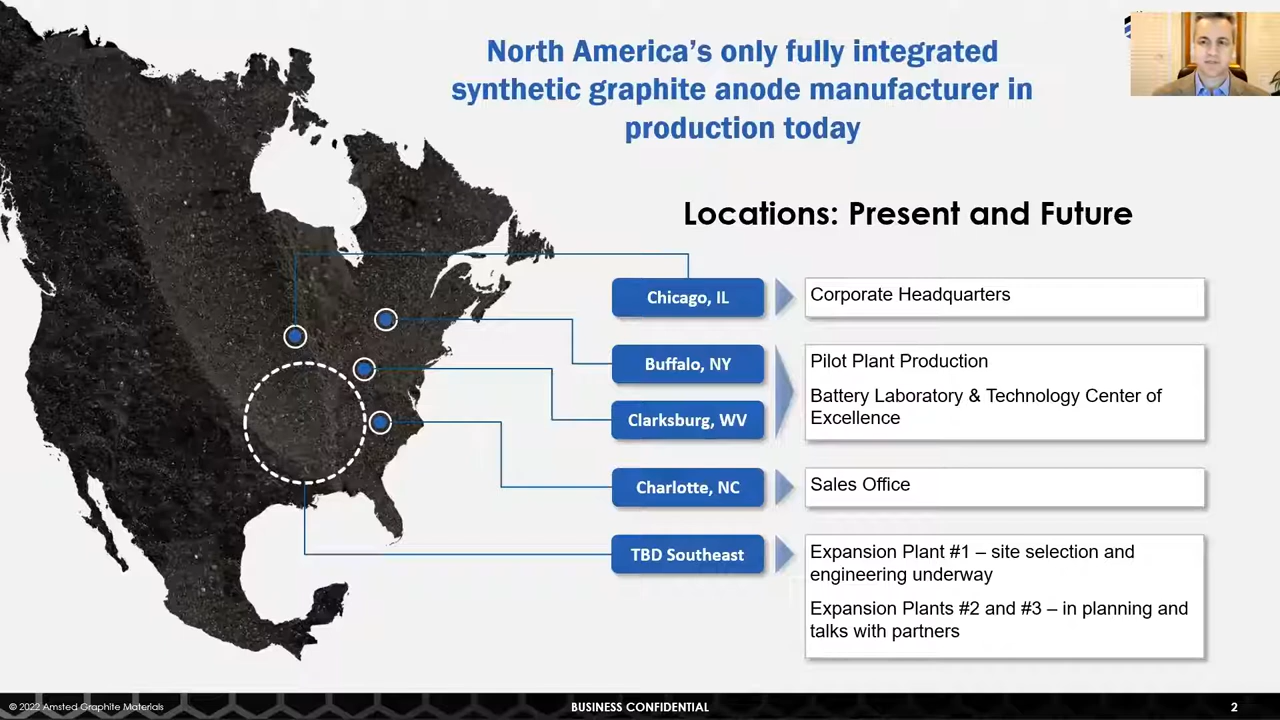 North America’s only fully integrated
synthetic graphite anode manufacturer in
production today
Locations: Present and Future
Chicago, IL
Corporate Headquarters
Buffalo, NY
Clarksburg, WV
Pilot Plant Production
Battery Laboratory & Technology Center of
Excellence
Charlotte, NC
Sales Office
TBD Southeast
Expansion Plant #1 – site selection and
engineering underway
Expansion Plants #2 and #3 – in planning and
talks with partners
© 2022 Amsted Graphite Materials
BUSINESS CONFIDENTIAL
2